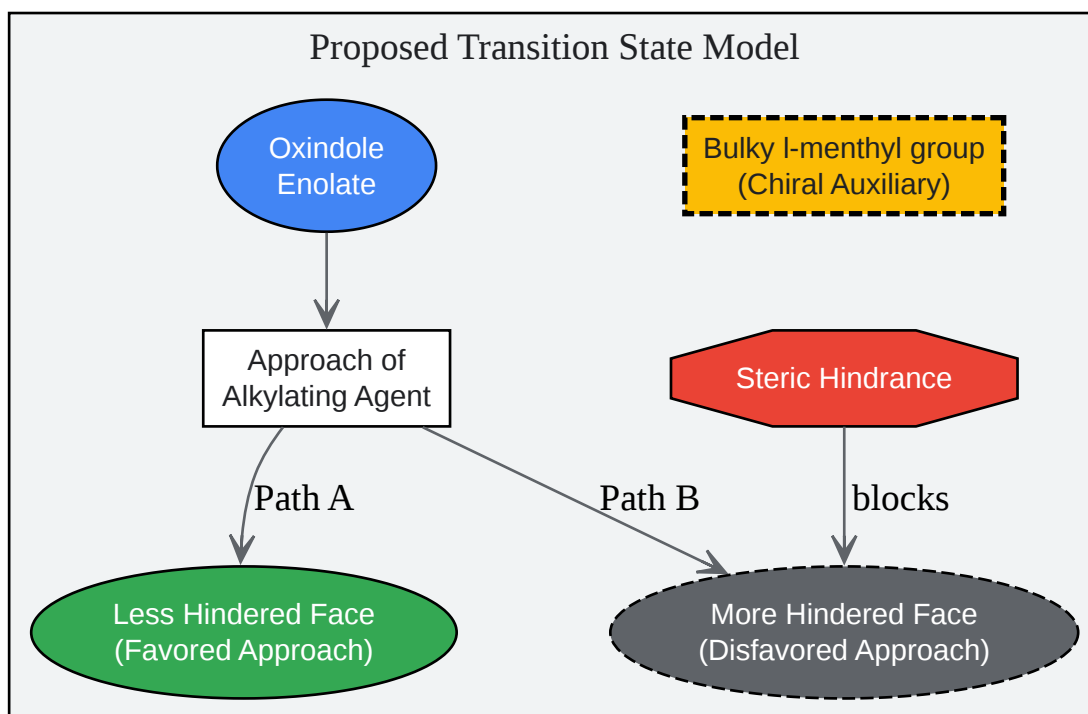 Proposed Transition State Model
Oxindole
Enolate
Bulky l-menthyl group
(Chiral Auxiliary)
Approach of
Alkylating Agent
Steric Hindrance
Path A
Path B
blocks
Less Hindered Face
(Favored Approach)
More Hindered Face
(Disfavored Approach)